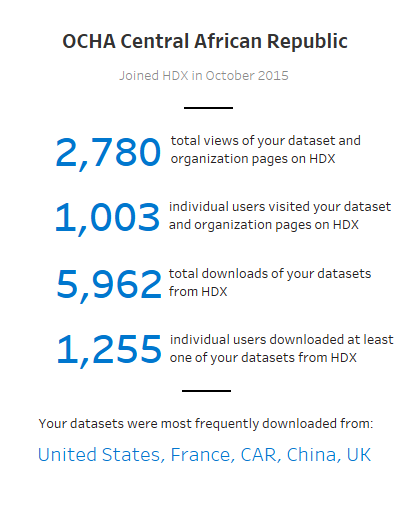 OCHA Central African Republic
Joined HDX in October 2015
2,780 total views of your dataset and
organization pages on HDX
1,003 individual users visited your dataset
and organization pages on HDX
5,962 total downloads of your datasets
from HDX
1,255 individual users downloaded at least
one of your datasets from HDX
Your datasets were most frequently downloaded from:
United States, France, CAR, China, UK